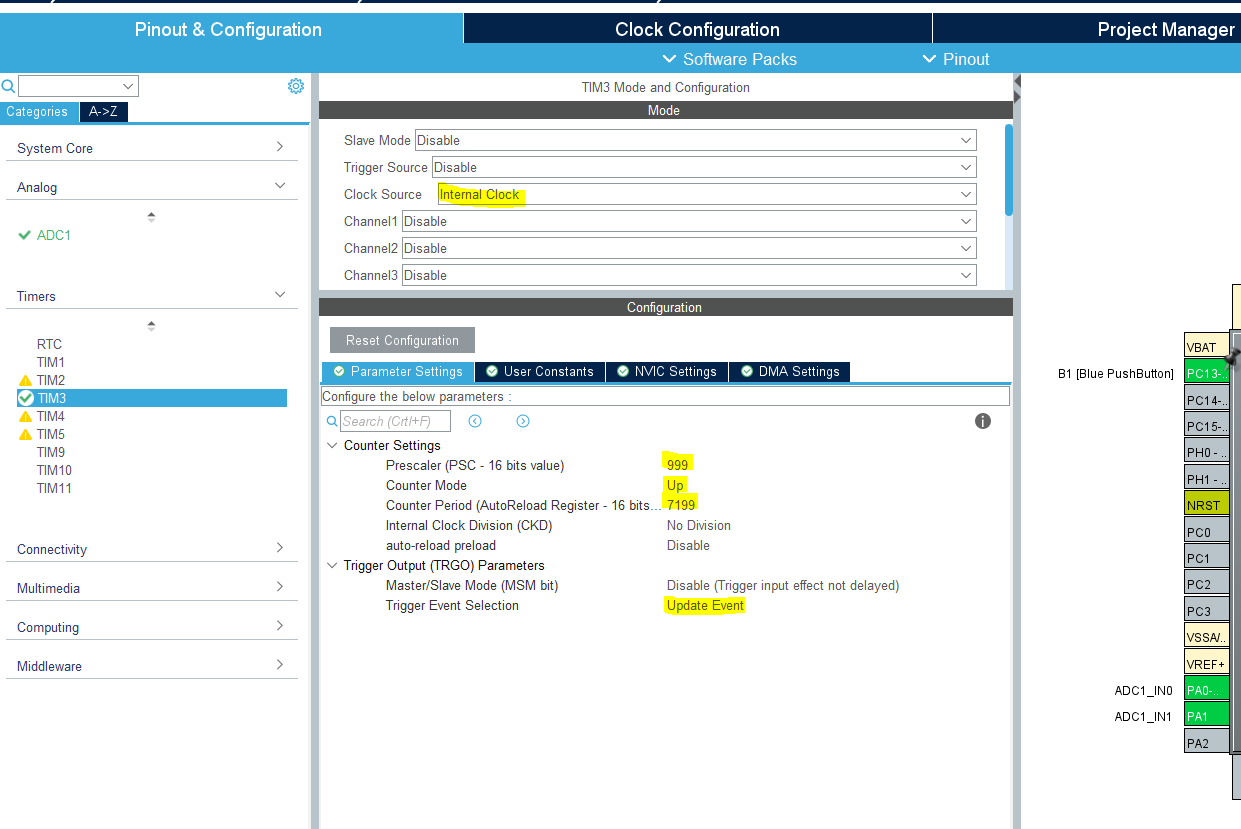 Pinout & Configuration
Clock Configuration
Project Manager
Software Packs
Pinout
Categories
A->Z
System Core
Analog
ADC1
Timers
RTC
TIM1
TIM2
TIM3
TIM4
TIM5
TIM9
TIM10
TIM11
Connectivity
Multimedia
Computing
Middleware
TIM3 Mode and Configuration
Mode
Slave Mode Disable
Trigger Source Disable
Clock Source Internal Clock
Channel1 Disable
Channel2 Disable
Channel3 Disable
Configuration
Reset Configuration
Parameter Settings
User Constants
NVIC Settings
DMA Settings
Configure the below parameters :
Search (Crtl+F)
Counter Settings
Prescaler (PSC - 16 bits value) 999
Counter Mode Up
Counter Period (AutoReload Register - 16 bits... 7199
Internal Clock Division (CKD) No Division
auto-reload preload Disable
Trigger Output (TRGO) Parameters
Master/Slave Mode (MSM bit) Disable (Trigger input effect not delayed)
Trigger Event Selection Update Event
VBAT
B1 [Blue PushButton] PC13-..
PC14-..
PC15-..
PH0 - ..
PH1 - ..
NRST
PC0
PC1
PC2
PC3
VSSA/..
VREF+
ADC1_IN0 PA0-..
ADC1_IN1 PA1
PA2